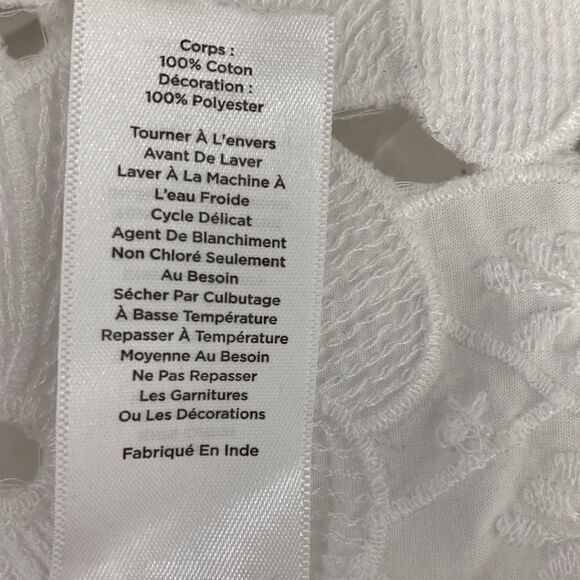 Corps :
100% Coton
Décoration :
100% Polyester
Tourner À L'envers
Avant De Laver
Laver À La Machine À
L'eau Froide
Cycle Délicat
Agent De Blanchiment
Non Chloré Seulement
Au Besoin
Sécher Par Culbutage
À Basse Température
Repasser À Température
Moyenne Au Besoin
Ne Pas Repasser
Les Garnitures
Ou Les Décorations
Fabriqué En Inde